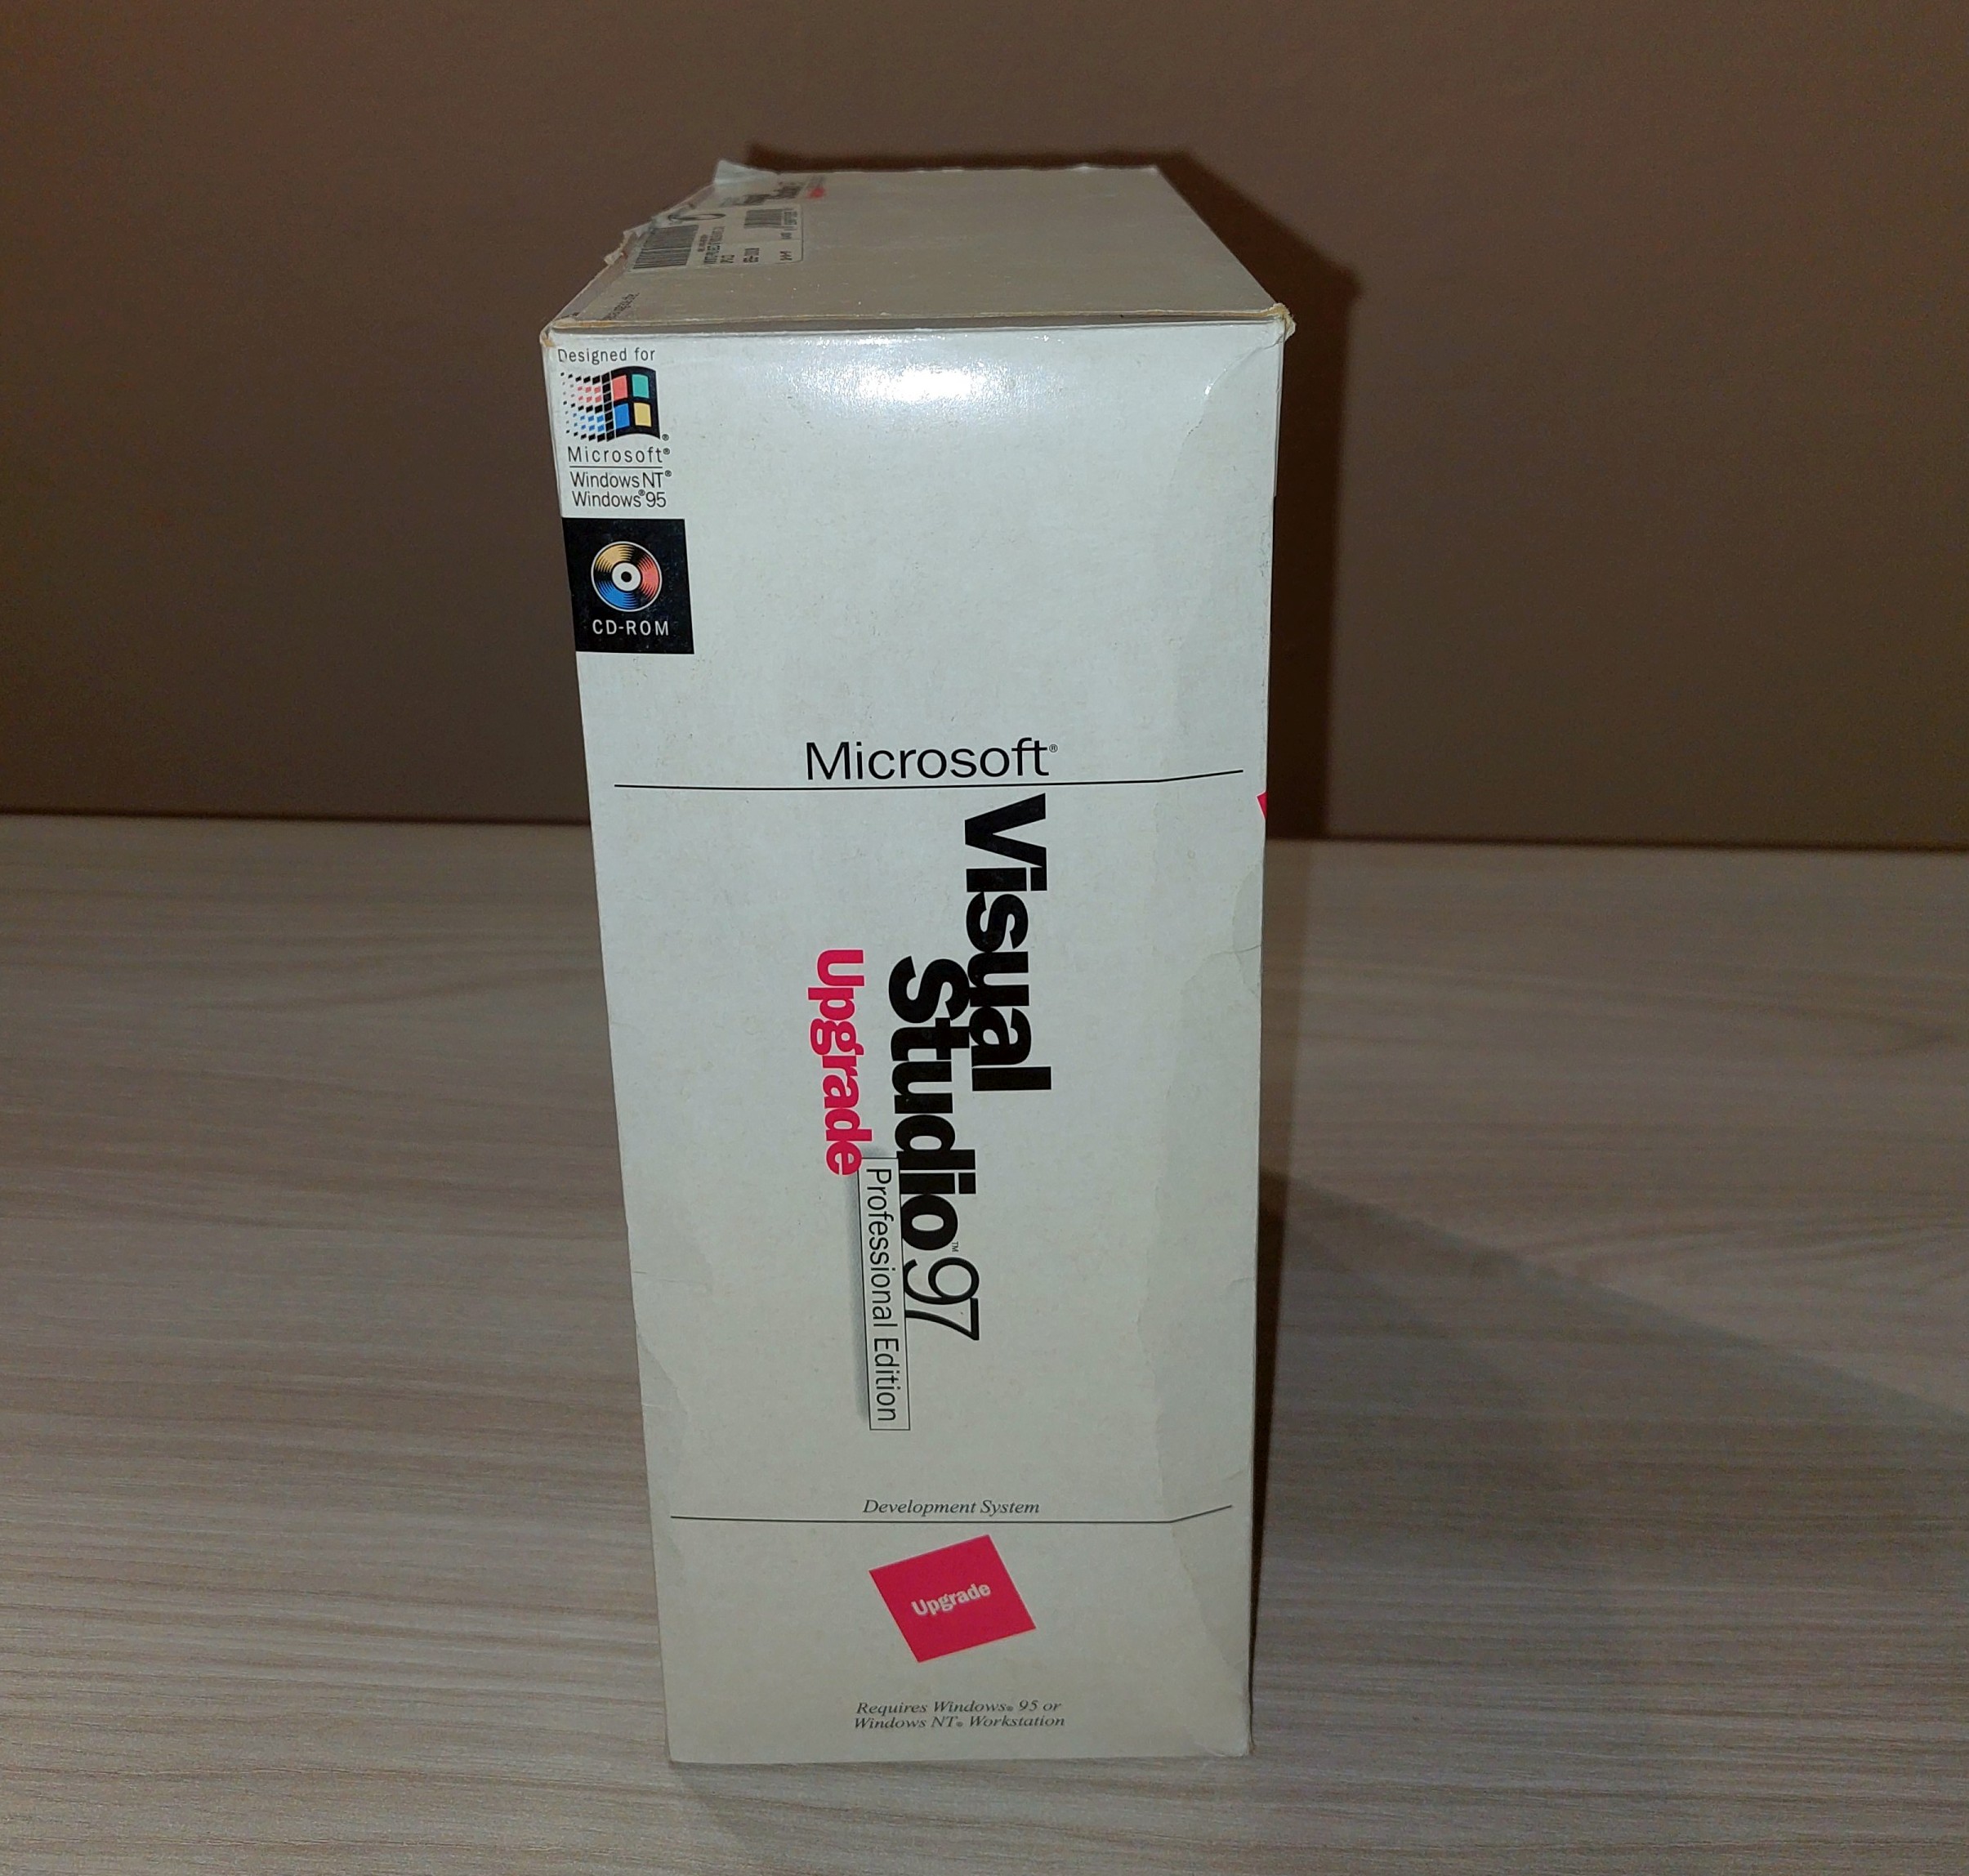 Designed for
Microsoft®
Windows NT®
Windows®95
CD-ROM
Microsoft®
Visual
Studio™97
Professional Edition
Upgrade
Development System
Upgrade
Requires Windows® 95 or
Windows NT® Workstation